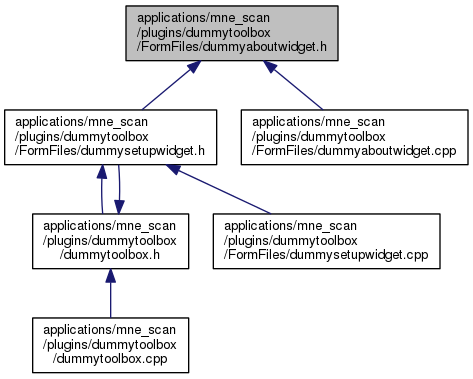 applications/mne_scan
/plugins/dummytoolbox
/FormFiles/dummyaboutwidget.h
applications/mne_scan
/plugins/dummytoolbox
/FormFiles/dummysetupwidget.h
applications/mne_scan
/plugins/dummytoolbox
/FormFiles/dummyaboutwidget.cpp
applications/mne_scan
/plugins/dummytoolbox
/dummytoolbox.h
applications/mne_scan
/plugins/dummytoolbox
/FormFiles/dummysetupwidget.cpp
applications/mne_scan
/plugins/dummytoolbox
/dummytoolbox.cpp